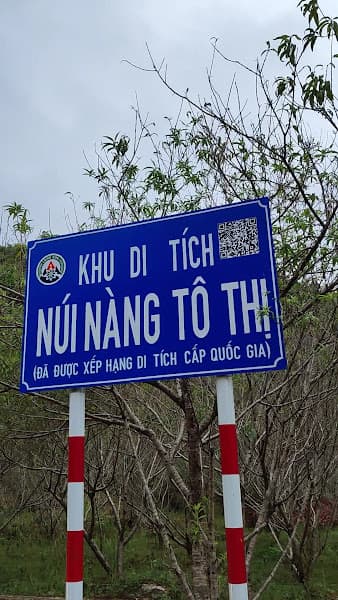 KHU DI TÍCH
NÚI NÀNG TÔ THỊ
(ĐÃ ĐƯỢC XẾP HẠNG DI TÍCH CẤP QUỐC GIA)